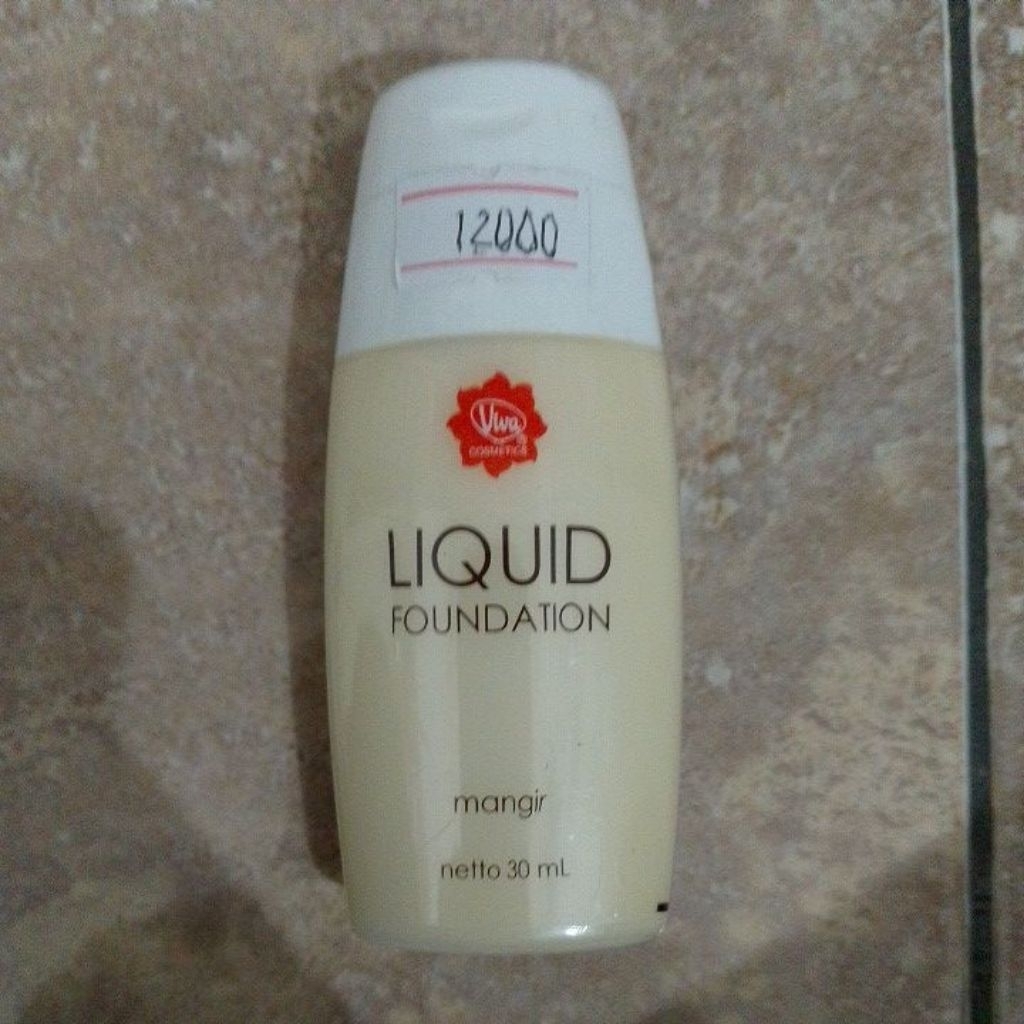 12000
Viva
COSMETICS
LIQUID
FOUNDATION
mangir
netto 30 mL